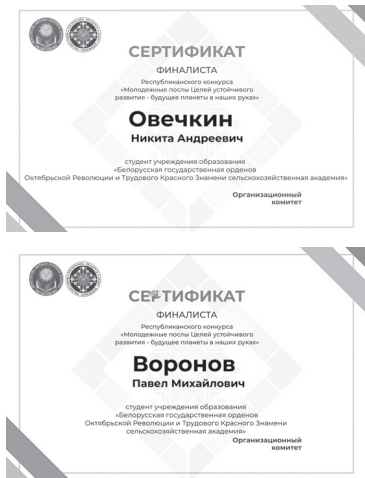 СЕРТИФИКАТ
ФИНАЛИСТА
Республиканского конкурса
«Молодежные послы Целей устойчивого
развития - будущее планеты в наших руках»
Овечкин
Никита Андреевич
студент учреждения образования
«Белорусская государственная орденов
Октябрьской Революции и Трудового Красного Знамени сельскохозяйственная академия»
Организационный
комитет
СЕРТИФИКАТ
ФИНАЛИСТА
Республиканского конкурса
«Молодежные послы Целей устойчивого
развития - будущее планеты в наших руках»
Воронов
Павел Михайлович
студент учреждения образования
«Белорусская государственная орденов
Октябрьской Революции и Трудового Красного Знамени
сельскохозяйственная академия»
Организационный
комитет